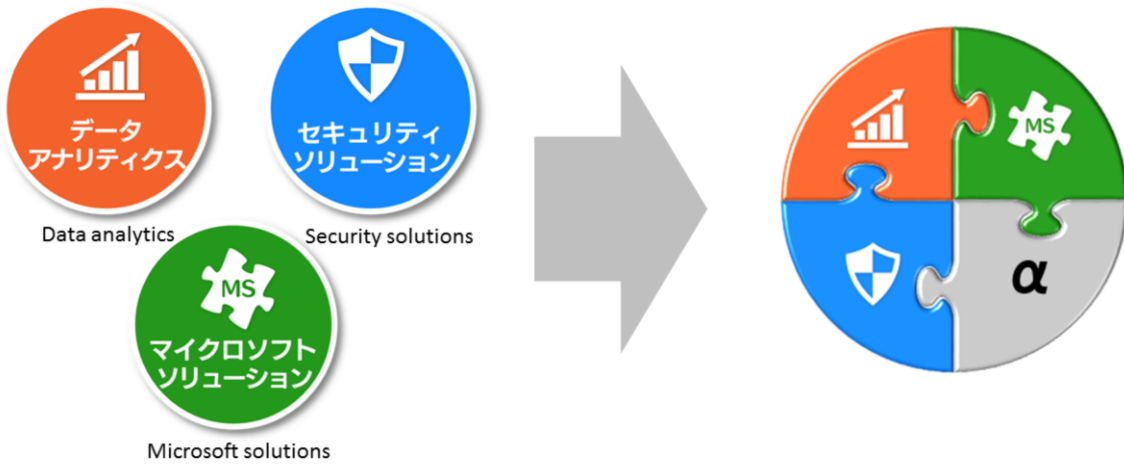 データ
アナリティクス
Data analytics
セキュリティ
ソリューション
Security solutions
MS
マイクロソフト
ソリューション
Microsoft solutions
MS
α